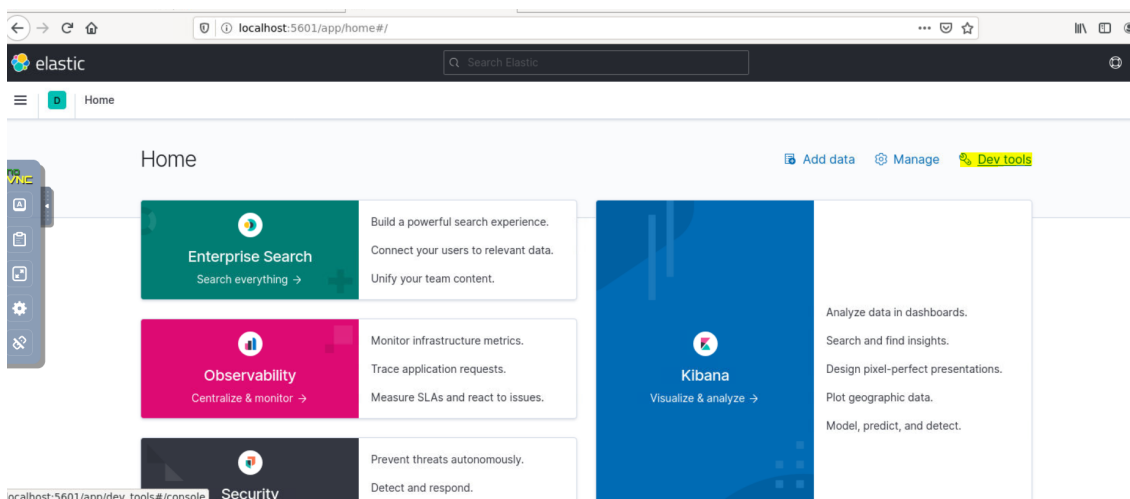 localhost:5601/app/home#/
elastic
Search Elastic
D Home
Home
Add data Manage Dev tools
VNC
A
Enterprise Search
Search everything →
Build a powerful search experience.
Connect your users to relevant data.
Unify your team content.
Observability
Centralize & monitor →
Monitor infrastructure metrics.
Trace application requests.
Measure SLAs and react to issues.
Security
Prevent threats autonomously.
Detect and respond.
Kibana
Visualize & analyze →
Analyze data in dashboards.
Search and find insights.
Design pixel-perfect presentations.
Plot geographic data.
Model, predict, and detect.
ocalhost:5601/app/dev_tools#/console